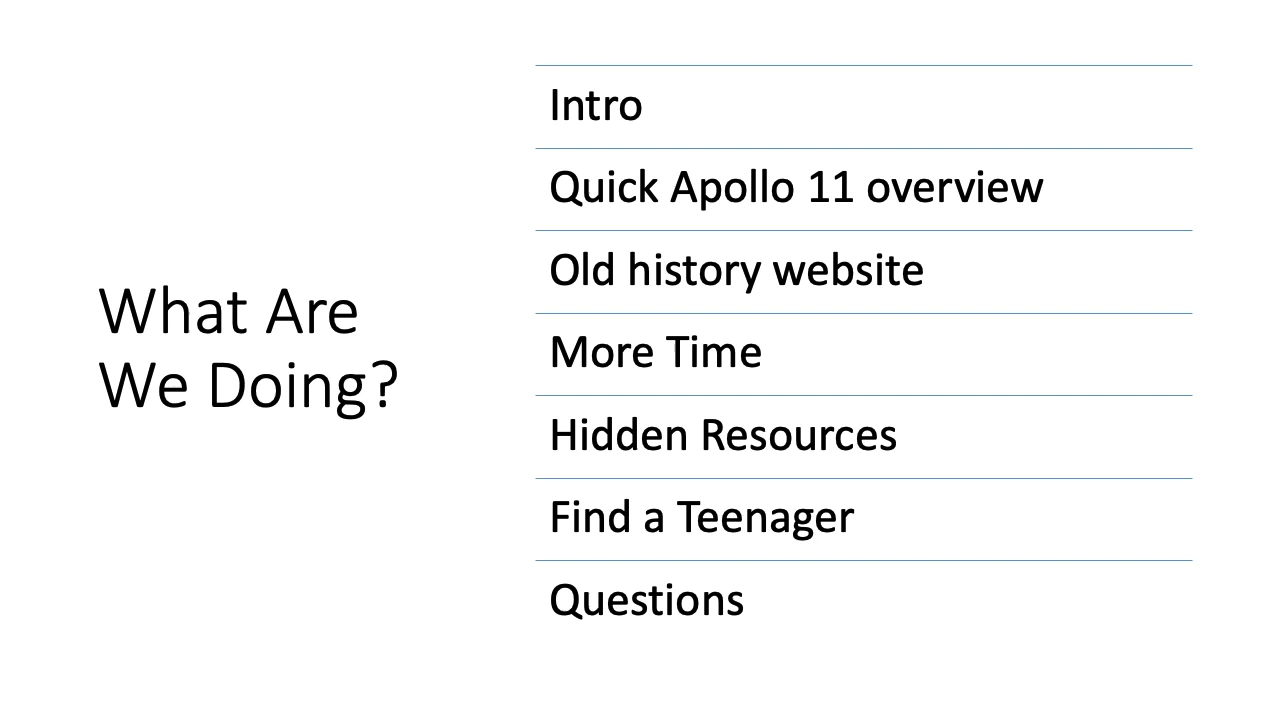 What Are
We Doing?
Intro
Quick Apollo 11 overview
Old history website
More Time
Hidden Resources
Find a Teenager
Questions